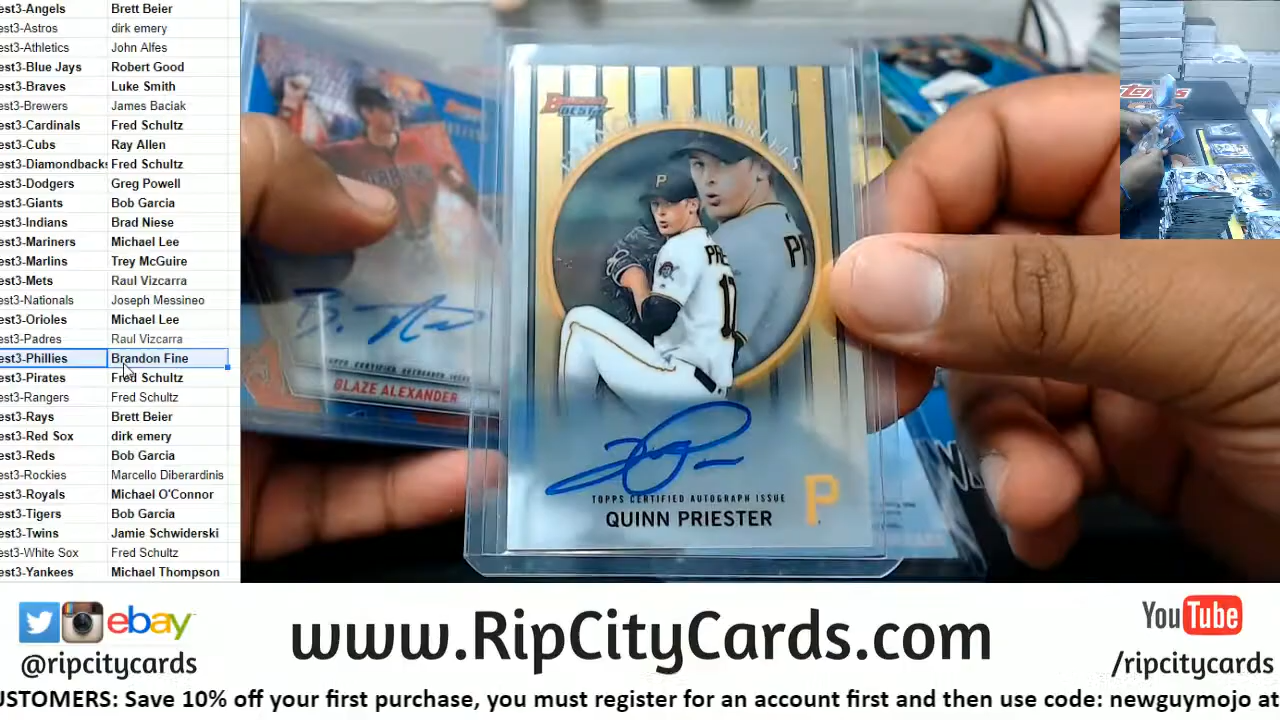 est3-Angels Brett Beier
est3-Astros dirk emery
est3-Athletics John Alfes
est3-Blue Jays Robert Good
est3-Braves Luke Smith
est3-Brewers James Baciak
est3-Cardinals Fred Schultz
est3-Cubs Ray Allen
est3-Diamondbacks Fred Schultz
est3-Dodgers Greg Powell
est3-Giants Bob Garcia
est3-Indians Brad Niese
est3-Mariners Michael Lee
est3-Marlins Trey McGuire
est3-Mets Raul Vizcarra
est3-Nationals Joseph Messineo
est3-Orioles Michael Lee
est3-Padres Raul Vizcarra
est3-Phillies Brandon Fine
est3-Pirates Fred Schultz
est3-Rangers Fred Schultz
est3-Rays Brett Beier
est3-Red Sox dirk emery
est3-Reds Bob Garcia
est3-Rockies Marcello Diberardinis
est3-Royals Michael O'Connor
est3-Tigers Bob Garcia
est3-Twins Jamie Schwiderski
est3-White Sox Fred Schultz
est3-Yankees Michael Thompson
TOPPS CERTIFIED AUTOGRAPH ISSUE
BLAZE ALEXANDER
BOWMAN'S
BEST
P
PRE
17
PR
TOPPS CERTIFIED AUTOGRAPH ISSUE
QUINN PRIESTER
P
TOPPS
ebay
@ripcitycards
www.RipCityCards.com
YouTube
/ripcitycards
USTOMERS: Save 10% off your first purchase, you must register for an account first and then use code: newguymojo at